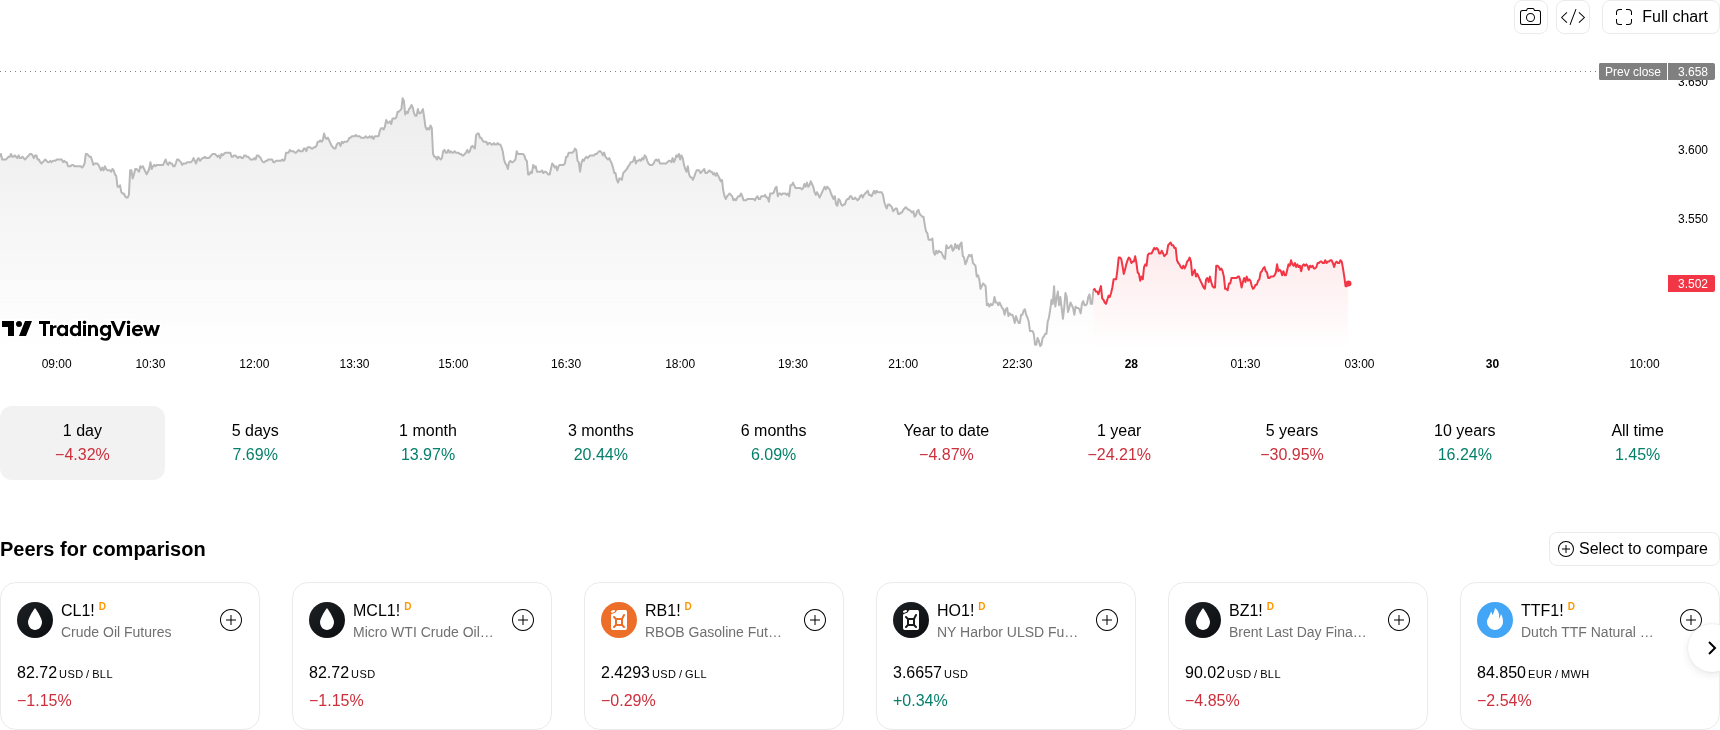 Full chart
Prev close 3.658
3.650
3.600
3.550
3.502
TradingView
09:00 10:30 12:00 13:30 15:00 16:30 18:00 19:30 21:00 22:30 28 01:30 03:00 30 10:00
1 day 5 days 1 month 3 months 6 months Year to date 1 year 5 years 10 years All time
−4.32% 7.69% 13.97% 20.44% 6.09% −4.87% −24.21% −30.95% 16.24% 1.45%
Peers for comparison
Select to compare
CL1! D
Crude Oil Futures
82.72 USD / BLL
−1.15%
MCL1! D
Micro WTI Crude Oil…
82.72 USD
−1.15%
RB1! D
RBOB Gasoline Fut…
2.4293 USD / GLL
−0.29%
HO1! D
NY Harbor ULSD Fu…
3.6657 USD
+0.34%
BZ1! D
Brent Last Day Fina…
90.02 USD / BLL
−4.85%
TTF1! D
Dutch TTF Natural …
84.850 EUR / MWH
−2.54%